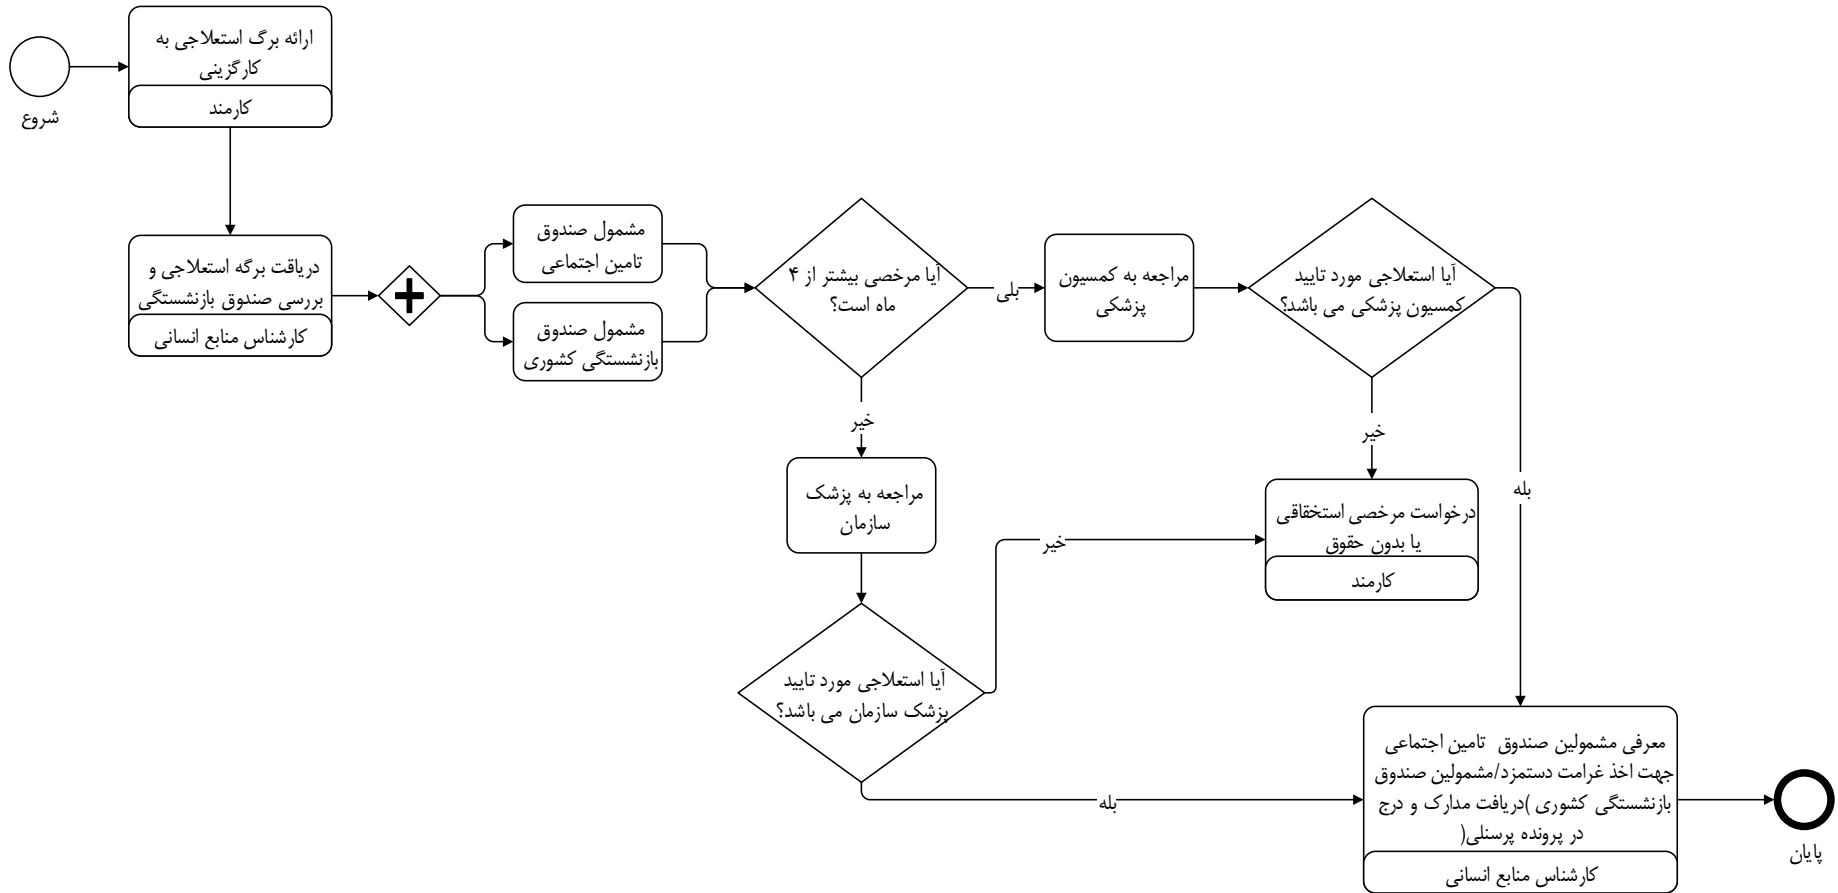 شروع
ارائه برگ استعلاجی به
کارگزینی
کارمند
دریاقت برگه استعلاجی و
بررسی صندوق بازنشستگی
کارشناس منابع انسانی
مشمول صندوق
تامین اجتماعی
مشمول صندوق
بازنشستگی کشوری
آیا مرخصی بیشتر از ۴
ماه است؟
بلی
مراجعه به کمسیون
پزشکی
آیا استعلاجی مورد تایید
کمسیون پزشکی می باشد؟
خیر
خیر
بله
مراجعه به پزشک
سازمان
درخواست مرخصی استخقاقی
یا بدون حقوق
کارمند
خیر
آیا استعلاجی مورد تایید
پزشک سازمان می باشد؟
بله
معرفی مشمولین صندوق تامین اجتماعی
جهت اخذ غرامت دستمزد/مشمولین صندوق
بازنشستگی کشوری )دریافت مدارک و درج
در پرونده پرسنلی(
کارشناس منابع انسانی
پایان